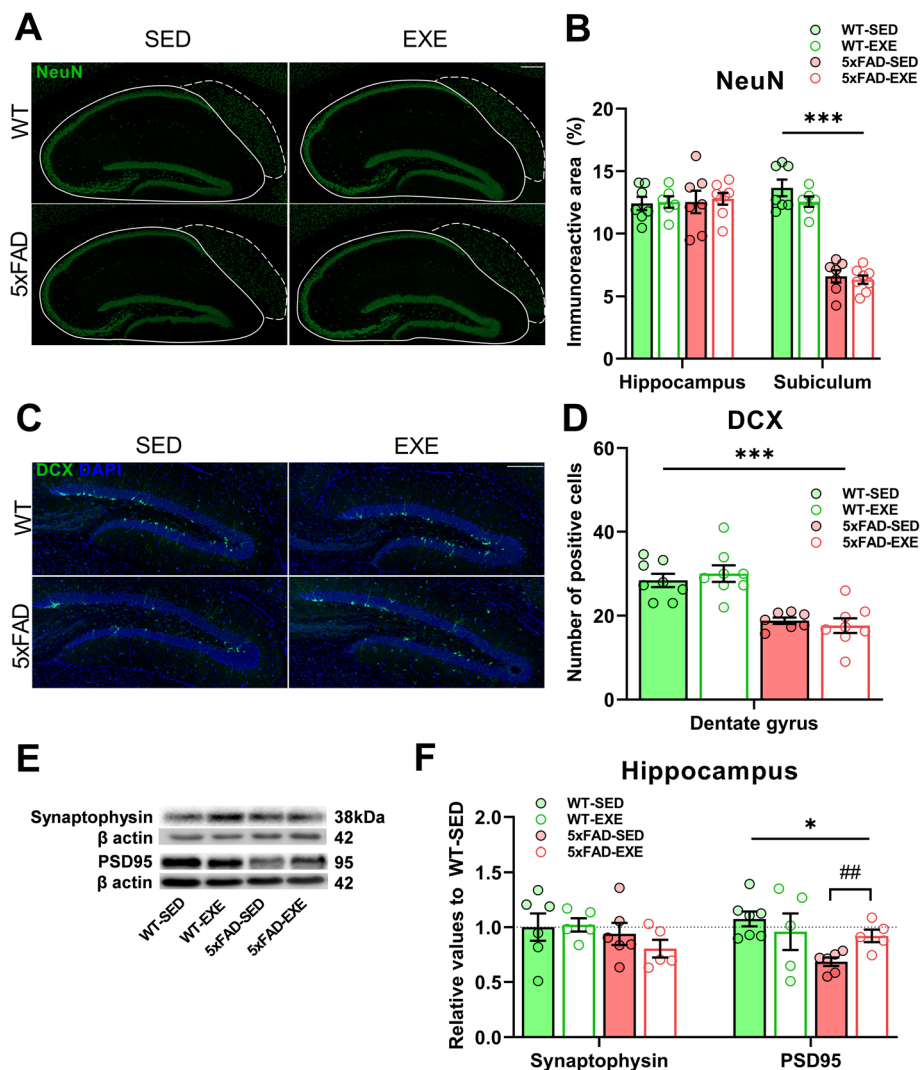 A
SED
EXE
NeuN
WT
5xFAD
B
WT-SED
WT-EXE
5xFAD-SED
5xFAD-EXE
NeuN
***
Immunoreactive area (%)
20
15
10
5
0
Hippocampus
Subiculum
C
SED
EXE
DCX DAPI
WT
5xFAD
D
DCX
***
WT-SED
WT-EXE
5xFAD-SED
5xFAD-EXE
Number of positive cells
60
40
20
0
Dentate gyrus
E
Synaptophysin 38kDa
β actin 42
PSD95 95
β actin 42
WT-SED
WT-EXE
5xFAD-SED
5xFAD-EXE
F
Hippocampus
WT-SED
WT-EXE
5xFAD-SED
5xFAD-EXE
*
##
Relative values to WT-SED
2.0
1.5
1.0
0.5
0.0
Synaptophysin
PSD95